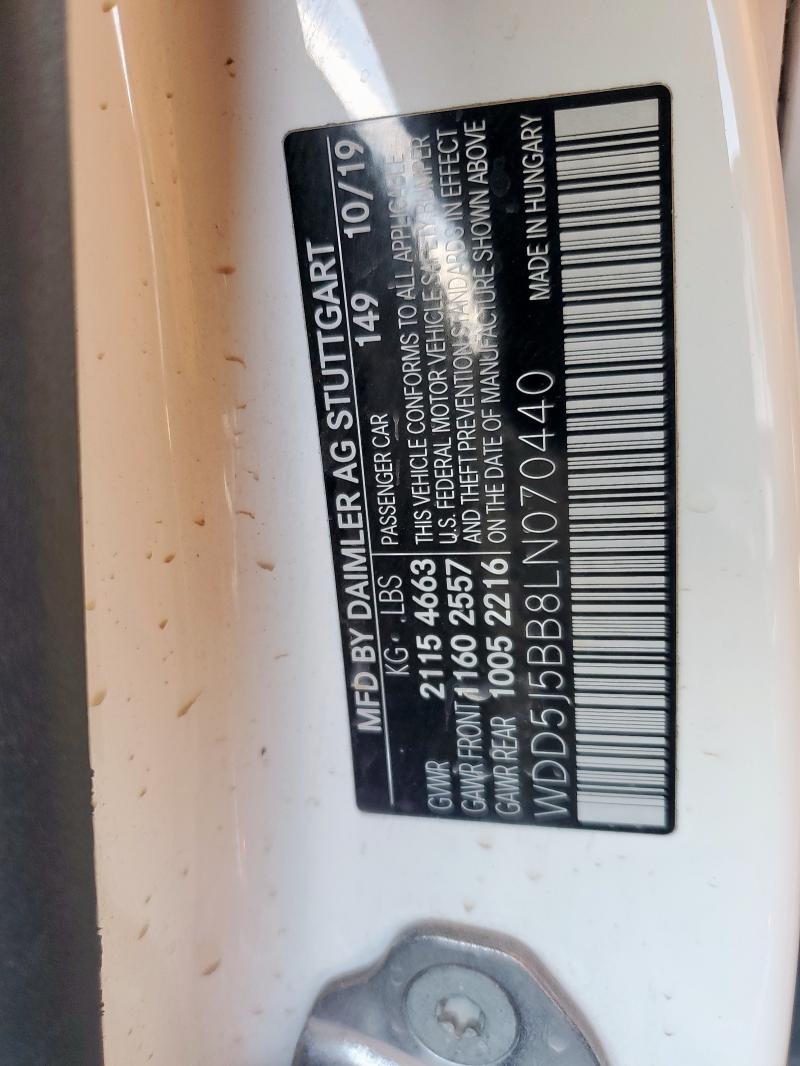 MFD BY DAIMLER AG STUTTGART
149 10/19
KG LBS
PASSENGER CAR
GVWR 2115 4663
GAWR FRONT 1160 2557
GAWR REAR 1005 2216
THIS VEHICLE CONFORMS TO ALL APPLICABLE
U.S. FEDERAL MOTOR VEHICLE SAFETY, BUMPER
AND THEFT PREVENTION STANDARDS IN EFFECT
ON THE DATE OF MANUFACTURE SHOWN ABOVE
WDD5J5BB8LN070440
MADE IN HUNGARY